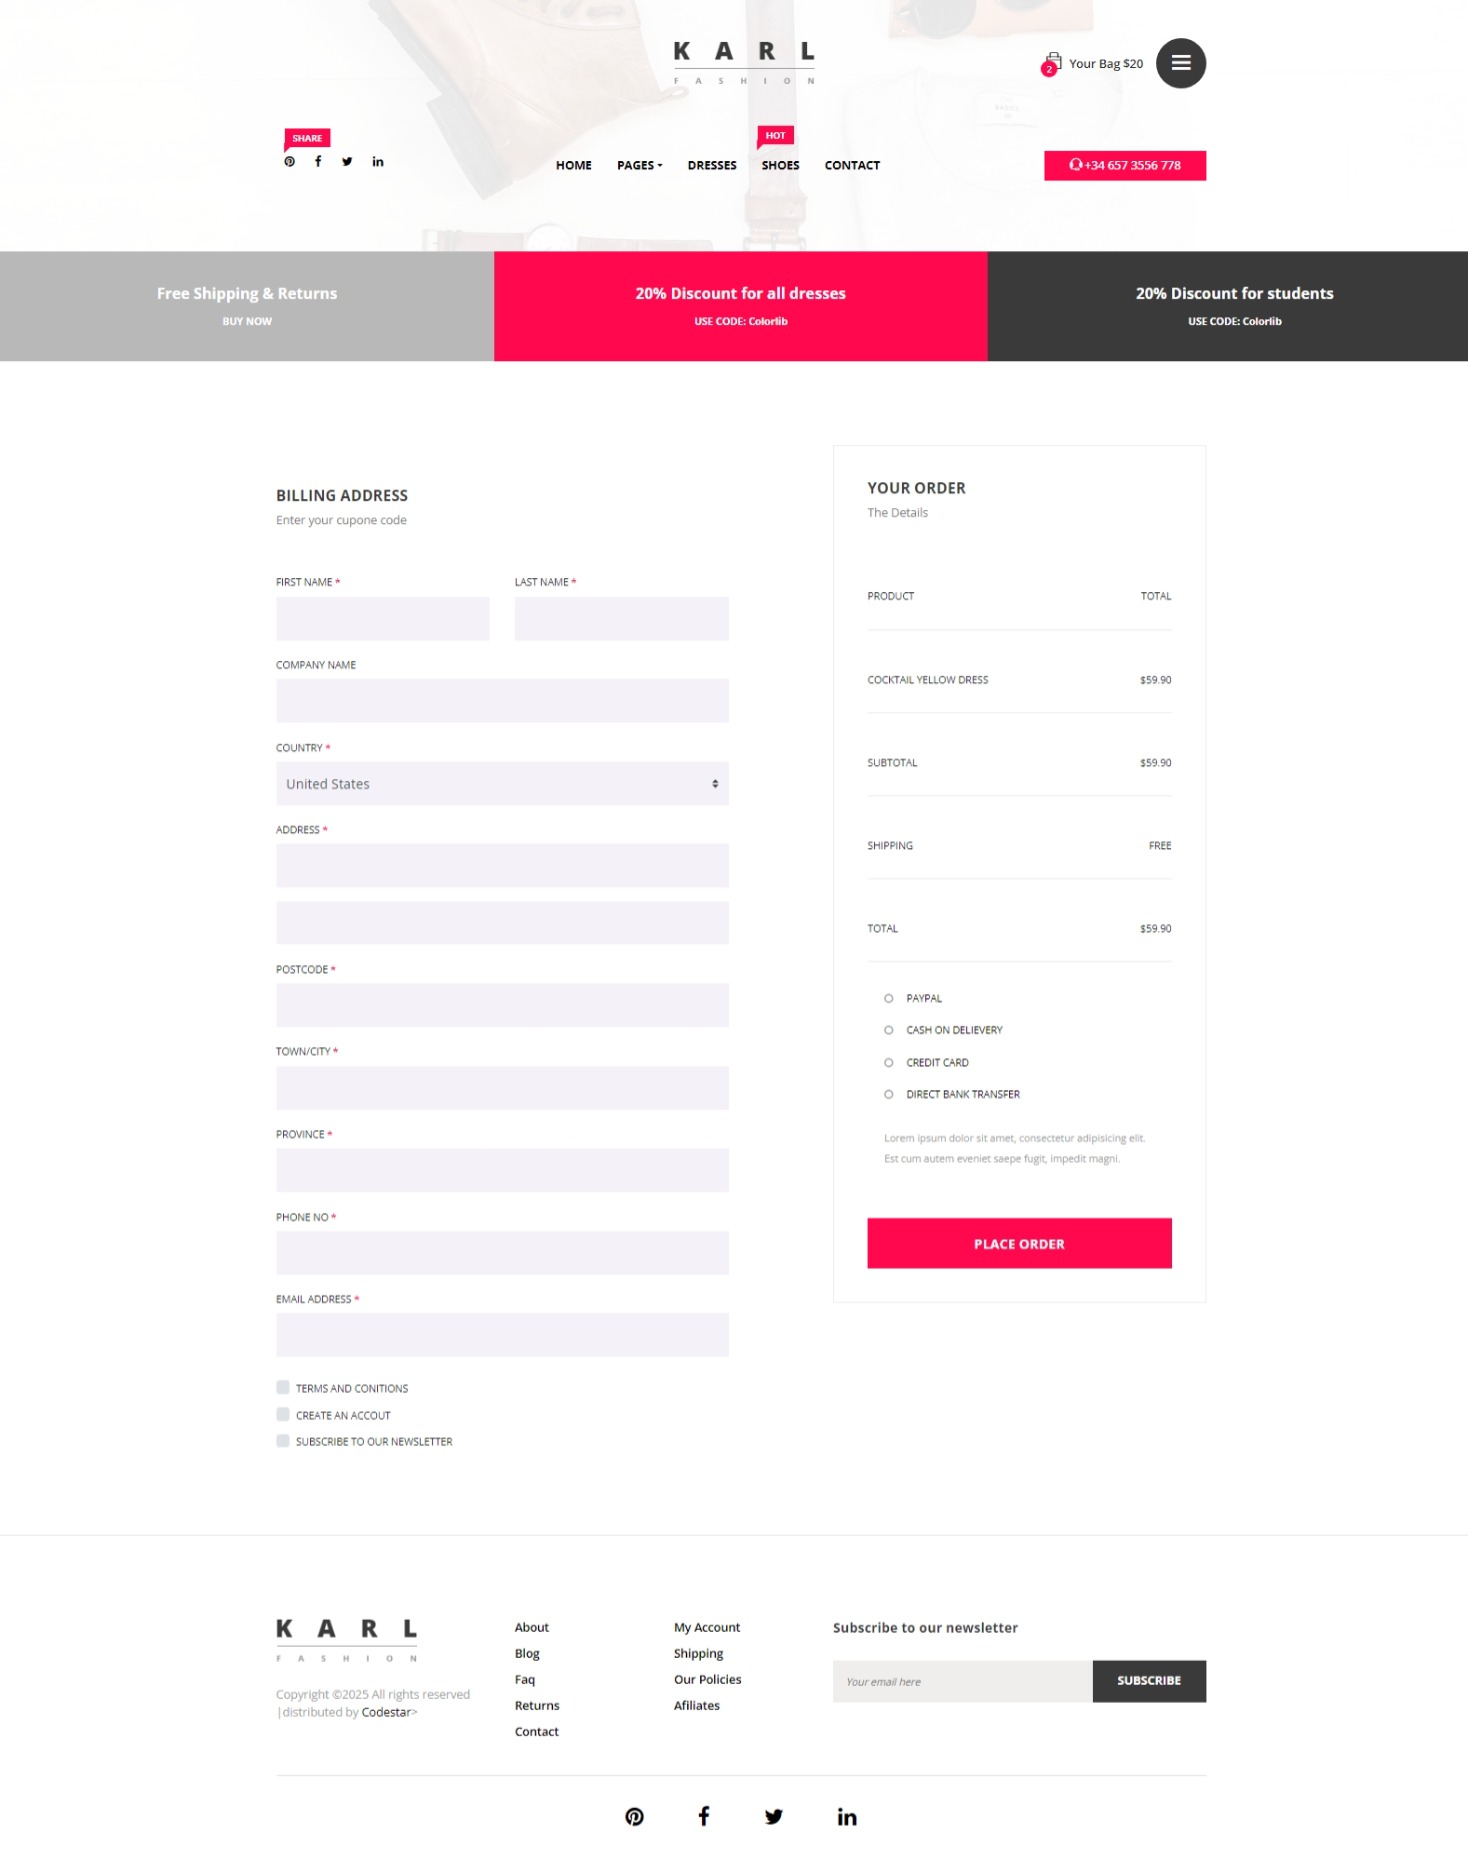 KARL
FASHION
2
Your Bag $20
SHARE
HOT
HOME
PAGES
DRESSES
SHOES
CONTACT
+34 657 3556 778
Free Shipping & Returns
BUY NOW
20% Discount for all dresses
USE CODE: Colorlib
20% Discount for students
USE CODE: Colorlib
BILLING ADDRESS
Enter your cupone code
FIRST NAME *
LAST NAME *
COMPANY NAME
COUNTRY *
United States
ADDRESS *
POSTCODE *
TOWN/CITY *
PROVINCE *
PHONE NO *
EMAIL ADDRESS *
TERMS AND CONITIONS
CREATE AN ACCOUT
SUBSCRIBE TO OUR NEWSLETTER
YOUR ORDER
The Details
PRODUCT TOTAL
COCKTAIL YELLOW DRESS $59.90
SUBTOTAL $59.90
SHIPPING FREE
TOTAL $59.90
PAYPAL
CASH ON DELIEVERY
CREDIT CARD
DIRECT BANK TRANSFER
Lorem ipsum dolor sit amet, consectetur adipisicing elit.
Est cum autem eveniet saepe fugit, impedit magni.
PLACE ORDER
KARL
FASHION
Copyright ©2025 All rights reserved
|distributed by Codestar>
About
Blog
Faq
Returns
Contact
My Account
Shipping
Our Policies
Afiliates
Subscribe to our newsletter
Your email here
SUBSCRIBE